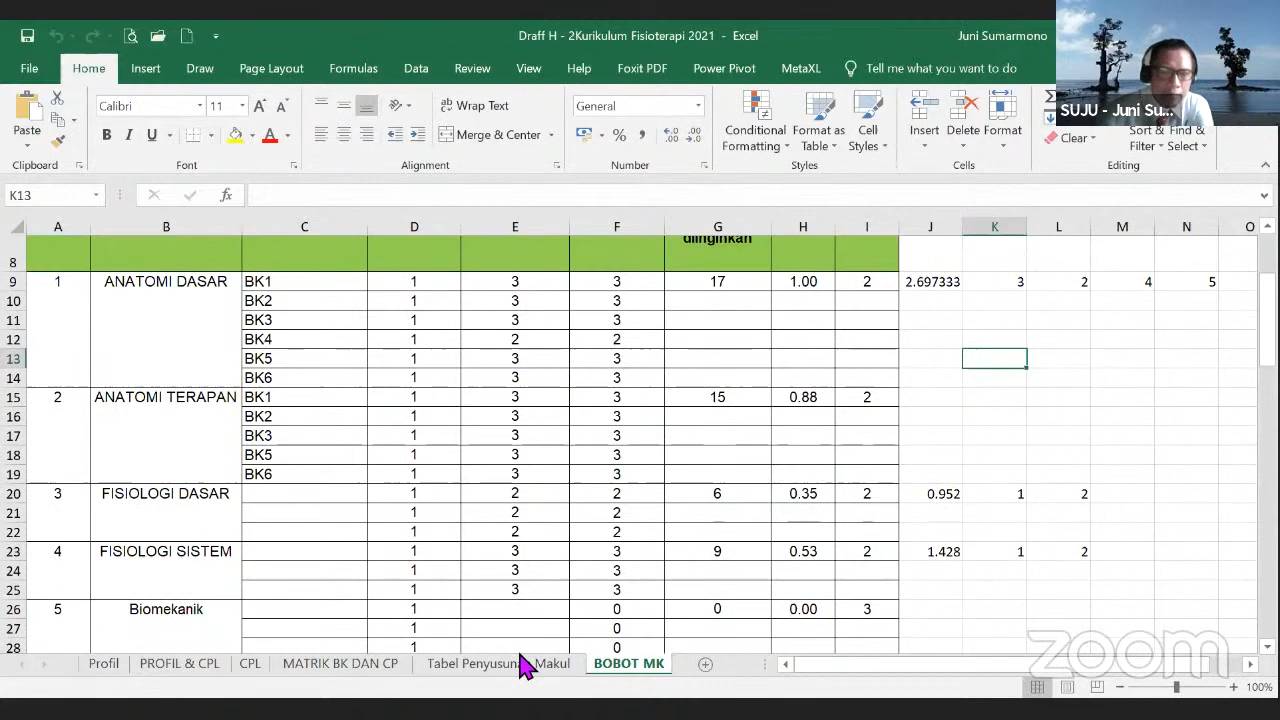 Draff H - 2Kurikulum Fisioterapi 2021 - Excel
Juni Sumarmono
File Home Insert Draw Page Layout Formulas Data Review View Help Foxit PDF Power Pivot MetaXL Tell me what you want to do
SUJU - Juni Su...
Paste
Calibri 11
B I U
Wrap Text
Merge & Center
General
%
Conditional Formatting
Format as Table
Cell Styles
Insert Delete Format
Clear
Sort & Filter
Find & Select
Clipboard Font Alignment Number Styles Cells Editing
K13 fx
A B C D E F G H I J K L M N O
8 diinginkan
9 1 ANATOMI DASAR BK1 1 3 3 17 1.00 2 2.697333 3 2 4 5
10 BK2 1 3 3
11 BK3 1 3 3
12 BK4 1 2 2
13 BK5 1 3 3
14 BK6 1 3 3
15 2 ANATOMI TERAPAN BK1 1 3 3 15 0.88 2
16 BK2 1 3 3
17 BK3 1 3 3
18 BK5 1 3 3
19 BK6 1 3 3
20 3 FISIOLOGI DASAR 1 2 2 6 0.35 2 0.952 1 2
21 1 2 2
22 1 2 2
23 4 FISIOLOGI SISTEM 1 3 3 9 0.53 2 1.428 1 2
24 1 3 3
25 1 3 3
26 5 Biomekanik 1 0 0 0.00 3
27 1 0
28 1 0
Profil PROFIL & CPL CPL MATRIK BK DAN CP Tabel Penyusuna Makul BOBOT MK
zoom
100%